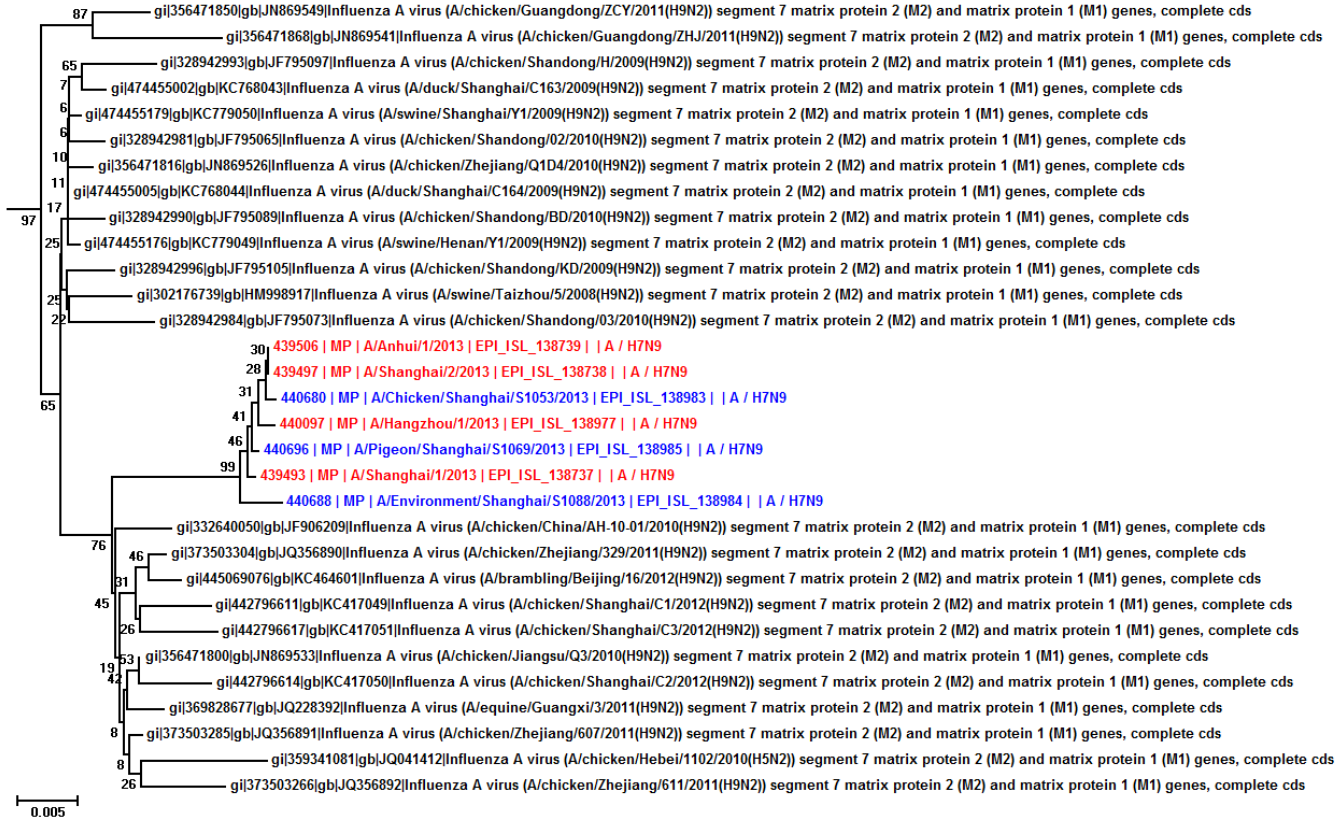 87
gi|356471850|gb|JN869549|Influenza A virus (A/chicken/Guangdong/ZCY/2011(H9N2)) segment 7 matrix protein 2 (M2) and matrix protein 1 (M1) genes, complete cds
gi|356471868|gb|JN869541|Influenza A virus (A/chicken/Guangdong/ZHJ/2011(H9N2)) segment 7 matrix protein 2 (M2) and matrix protein 1 (M1) genes, complete cds
65
gi|328942993|gb|JF795097|Influenza A virus (A/chicken/Shandong/H/2009(H9N2)) segment 7 matrix protein 2 (M2) and matrix protein 1 (M1) genes, complete cds
7
gi|474455002|gb|KC768043|Influenza A virus (A/duck/Shanghai/C163/2009(H9N2)) segment 7 matrix protein 2 (M2) and matrix protein 1 (M1) genes, complete cds
6
gi|474455179|gb|KC779050|Influenza A virus (A/swine/Shanghai/Y1/2009(H9N2)) segment 7 matrix protein 2 (M2) and matrix protein 1 (M1) genes, complete cds
6
gi|328942981|gb|JF795065|Influenza A virus (A/chicken/Shandong/02/2010(H9N2)) segment 7 matrix protein 2 (M2) and matrix protein 1 (M1) genes, complete cds
10
gi|356471816|gb|JN869526|Influenza A virus (A/chicken/Zhejiang/Q1D4/2010(H9N2)) segment 7 matrix protein 2 (M2) and matrix protein 1 (M1) genes, complete cds
11
gi|474455005|gb|KC768044|Influenza A virus (A/duck/Shanghai/C164/2009(H9N2)) segment 7 matrix protein 2 (M2) and matrix protein 1 (M1) genes, complete cds
17
97
gi|328942990|gb|JF795089|Influenza A virus (A/chicken/Shandong/BD/2010(H9N2)) segment 7 matrix protein 2 (M2) and matrix protein 1 (M1) genes, complete cds
25
gi|474455176|gb|KC779049|Influenza A virus (A/swine/Henan/Y1/2009(H9N2)) segment 7 matrix protein 2 (M2) and matrix protein 1 (M1) genes, complete cds
gi|328942996|gb|JF795105|Influenza A virus (A/chicken/Shandong/KD/2009(H9N2)) segment 7 matrix protein 2 (M2) and matrix protein 1 (M1) genes, complete cds
25
gi|302176739|gb|HM998917|Influenza A virus (A/swine/Taizhou/5/2008(H9N2)) segment 7 matrix protein 2 (M2) and matrix protein 1 (M1) genes, complete cds
22
gi|328942984|gb|JF795073|Influenza A virus (A/chicken/Shandong/03/2010(H9N2)) segment 7 matrix protein 2 (M2) and matrix protein 1 (M1) genes, complete cds
30
439506 | MP | A/Anhui/1/2013 | EPI_ISL_138739 | | A / H7N9
28
439497 | MP | A/Shanghai/2/2013 | EPI_ISL_138738 | | A / H7N9
31
440680 | MP | A/Chicken/Shanghai/S1053/2013 | EPI_ISL_138983 | | A / H7N9
65
41
440097 | MP | A/Hangzhou/1/2013 | EPI_ISL_138977 | | A / H7N9
46
440696 | MP | A/Pigeon/Shanghai/S1069/2013 | EPI_ISL_138985 | | A / H7N9
99
439493 | MP | A/Shanghai/1/2013 | EPI_ISL_138737 | | A / H7N9
440688 | MP | A/Environment/Shanghai/S1088/2013 | EPI_ISL_138984 | | A / H7N9
gi|332640050|gb|JF906209|Influenza A virus (A/chicken/China/AH-10-01/2010(H9N2)) segment 7 matrix protein 2 (M2) and matrix protein 1 (M1) genes, complete cds
76
46
gi|373503304|gb|JQ356890|Influenza A virus (A/chicken/Zhejiang/329/2011(H9N2)) segment 7 matrix protein 2 (M2) and matrix protein 1 (M1) genes, complete cds
31
gi|445069076|gb|KC464601|Influenza A virus (A/brambling/Beijing/16/2012(H9N2)) segment 7 matrix protein 2 (M2) and matrix protein 1 (M1) genes, complete cds
45
gi|442796611|gb|KC417049|Influenza A virus (A/chicken/Shanghai/C1/2012(H9N2)) segment 7 matrix protein 2 (M2) and matrix protein 1 (M1) genes, complete cds
26
gi|442796617|gb|KC417051|Influenza A virus (A/chicken/Shanghai/C3/2012(H9N2)) segment 7 matrix protein 2 (M2) and matrix protein 1 (M1) genes, complete cds
53
gi|356471800|gb|JN869533|Influenza A virus (A/chicken/Jiangsu/Q3/2010(H9N2)) segment 7 matrix protein 2 (M2) and matrix protein 1 (M1) genes, complete cds
19
42
gi|442796614|gb|KC417050|Influenza A virus (A/chicken/Shanghai/C2/2012(H9N2)) segment 7 matrix protein 2 (M2) and matrix protein 1 (M1) genes, complete cds
gi|369828677|gb|JQ228392|Influenza A virus (A/equine/Guangxi/3/2011(H9N2)) segment 7 matrix protein 2 (M2) and matrix protein 1 (M1) genes, complete cds
8
gi|373503285|gb|JQ356891|Influenza A virus (A/chicken/Zhejiang/607/2011(H9N2)) segment 7 matrix protein 2 (M2) and matrix protein 1 (M1) genes, complete cds
8
gi|359341081|gb|JQ041412|Influenza A virus (A/chicken/Hebei/1102/2010(H5N2)) segment 7 matrix protein 2 (M2) and matrix protein 1 (M1) genes, complete cds
26
gi|373503266|gb|JQ356892|Influenza A virus (A/chicken/Zhejiang/611/2011(H9N2)) segment 7 matrix protein 2 (M2) and matrix protein 1 (M1) genes, complete cds
0.005